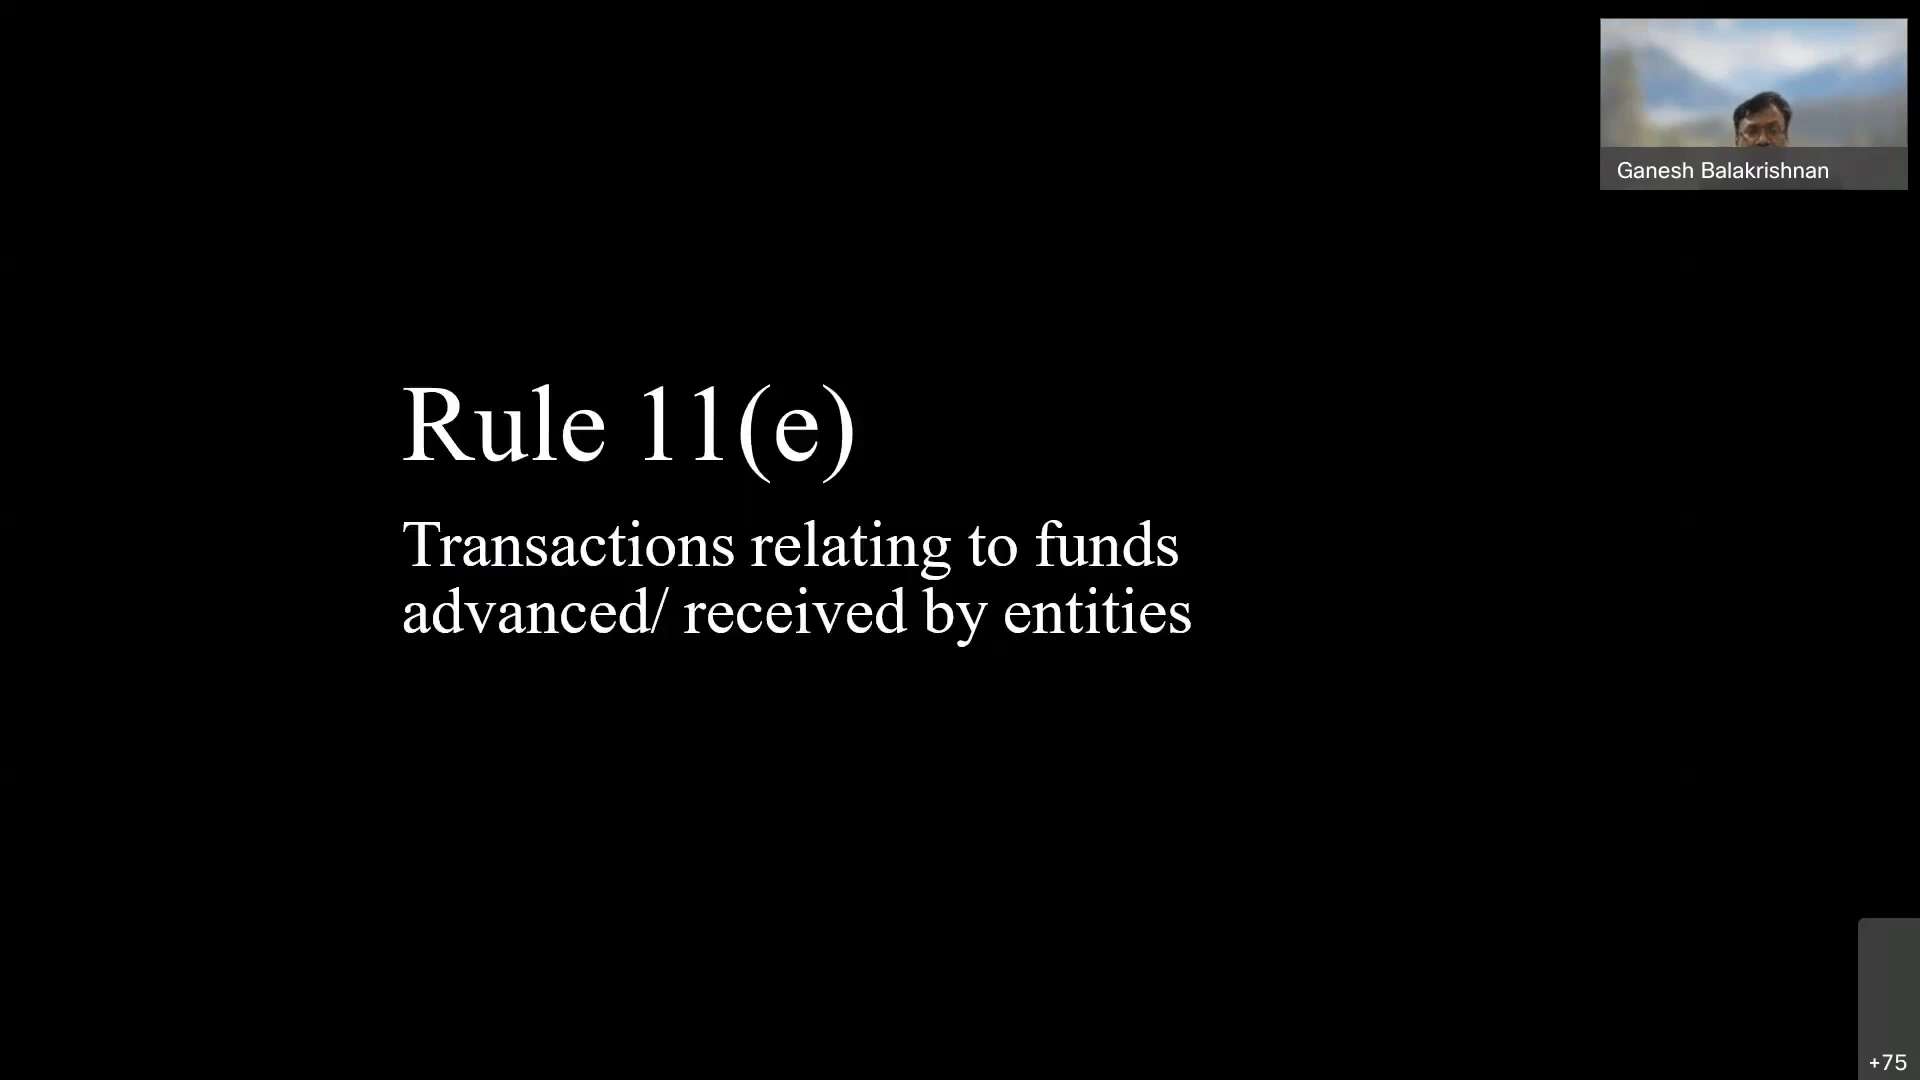 Ganesh Balakrishnan
Rule 11(e)
Transactions relating to funds
advanced/ received by entities
+75